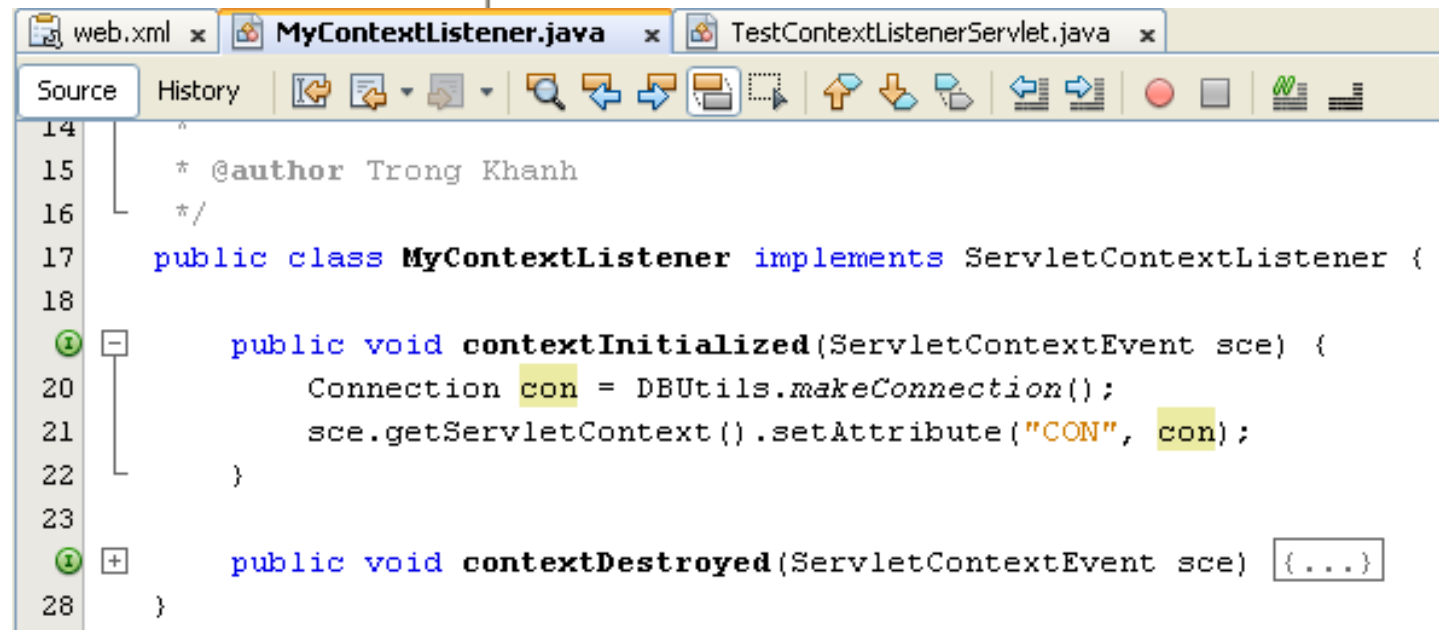 web.xml x MyContextListener.java x TestContextListenerServlet.java x
Source History
14 *
15 * @author Trong Khanh
16 */
17 public class MyContextListener implements ServletContextListener {
18
public void contextInitialized(ServletContextEvent sce) {
20 Connection con = DBUtils.makeConnection();
21 sce.getServletContext().setAttribute("CON", con);
22 }
23
public void contextDestroyed(ServletContextEvent sce) {...}
28 }